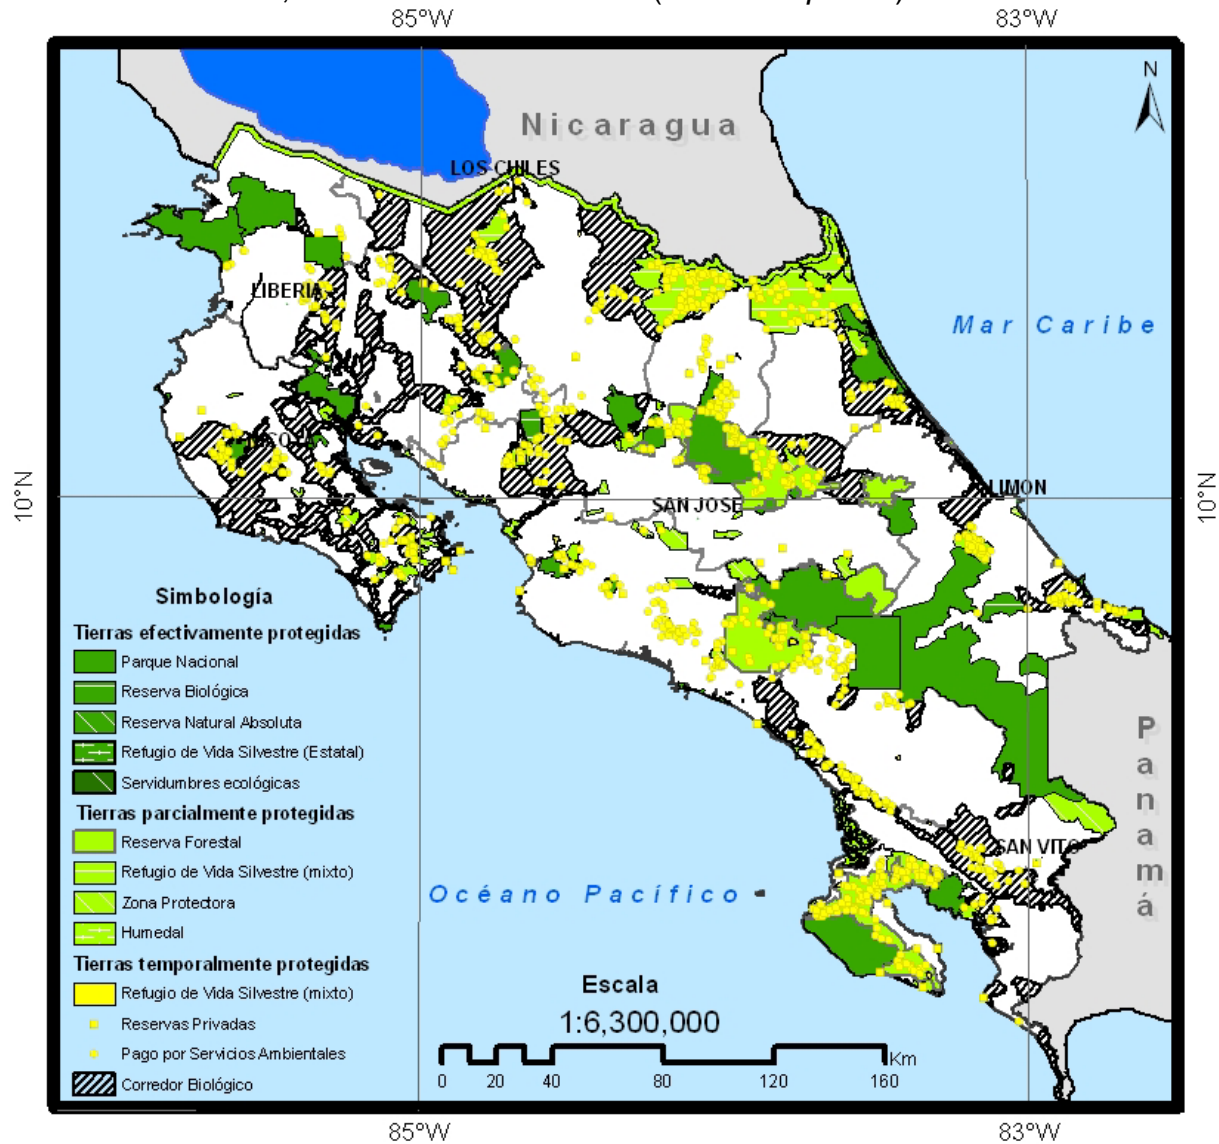 85°W 83°W
N
Nicaragua
LOS CHILES
LIBERIA
Mar Caribe
10°N 10°N
LIMON
SAN JOSE
Simbología
Tierras efectivamente protegidas
Parque Nacional
Reserva Biológica
Reserva Natural Absoluta
Refugio de Vida Silvestre (Estatal)
Servidumbres ecológicas
Tierras parcialmente protegidas
Reserva Forestal
Refugio de Vida Silvestre (mixto)
Zona Protectora
Humedal
Tierras temporalmente protegidas
Refugio de Vida Silvestre (mixto)
Reservas Privadas
Pago por Servicios Ambientales
Corredor Biológico
Panamá
SAN VITO
Océano Pacífico
Escala
1:6,300,000
Km
0 20 40 80 120 160
85°W 83°W